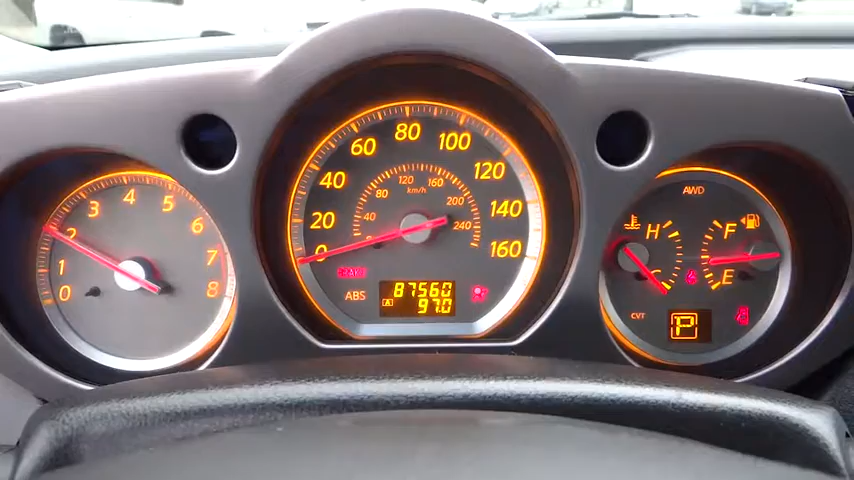 0 1 2 3 4 5 6 7 8
0 20 40 60 80 100 120 140 160
40 80 120 160 200 240
km/h
BRAKE
ABS
87560
A 97.0
AWD
H F
C E
CVT P